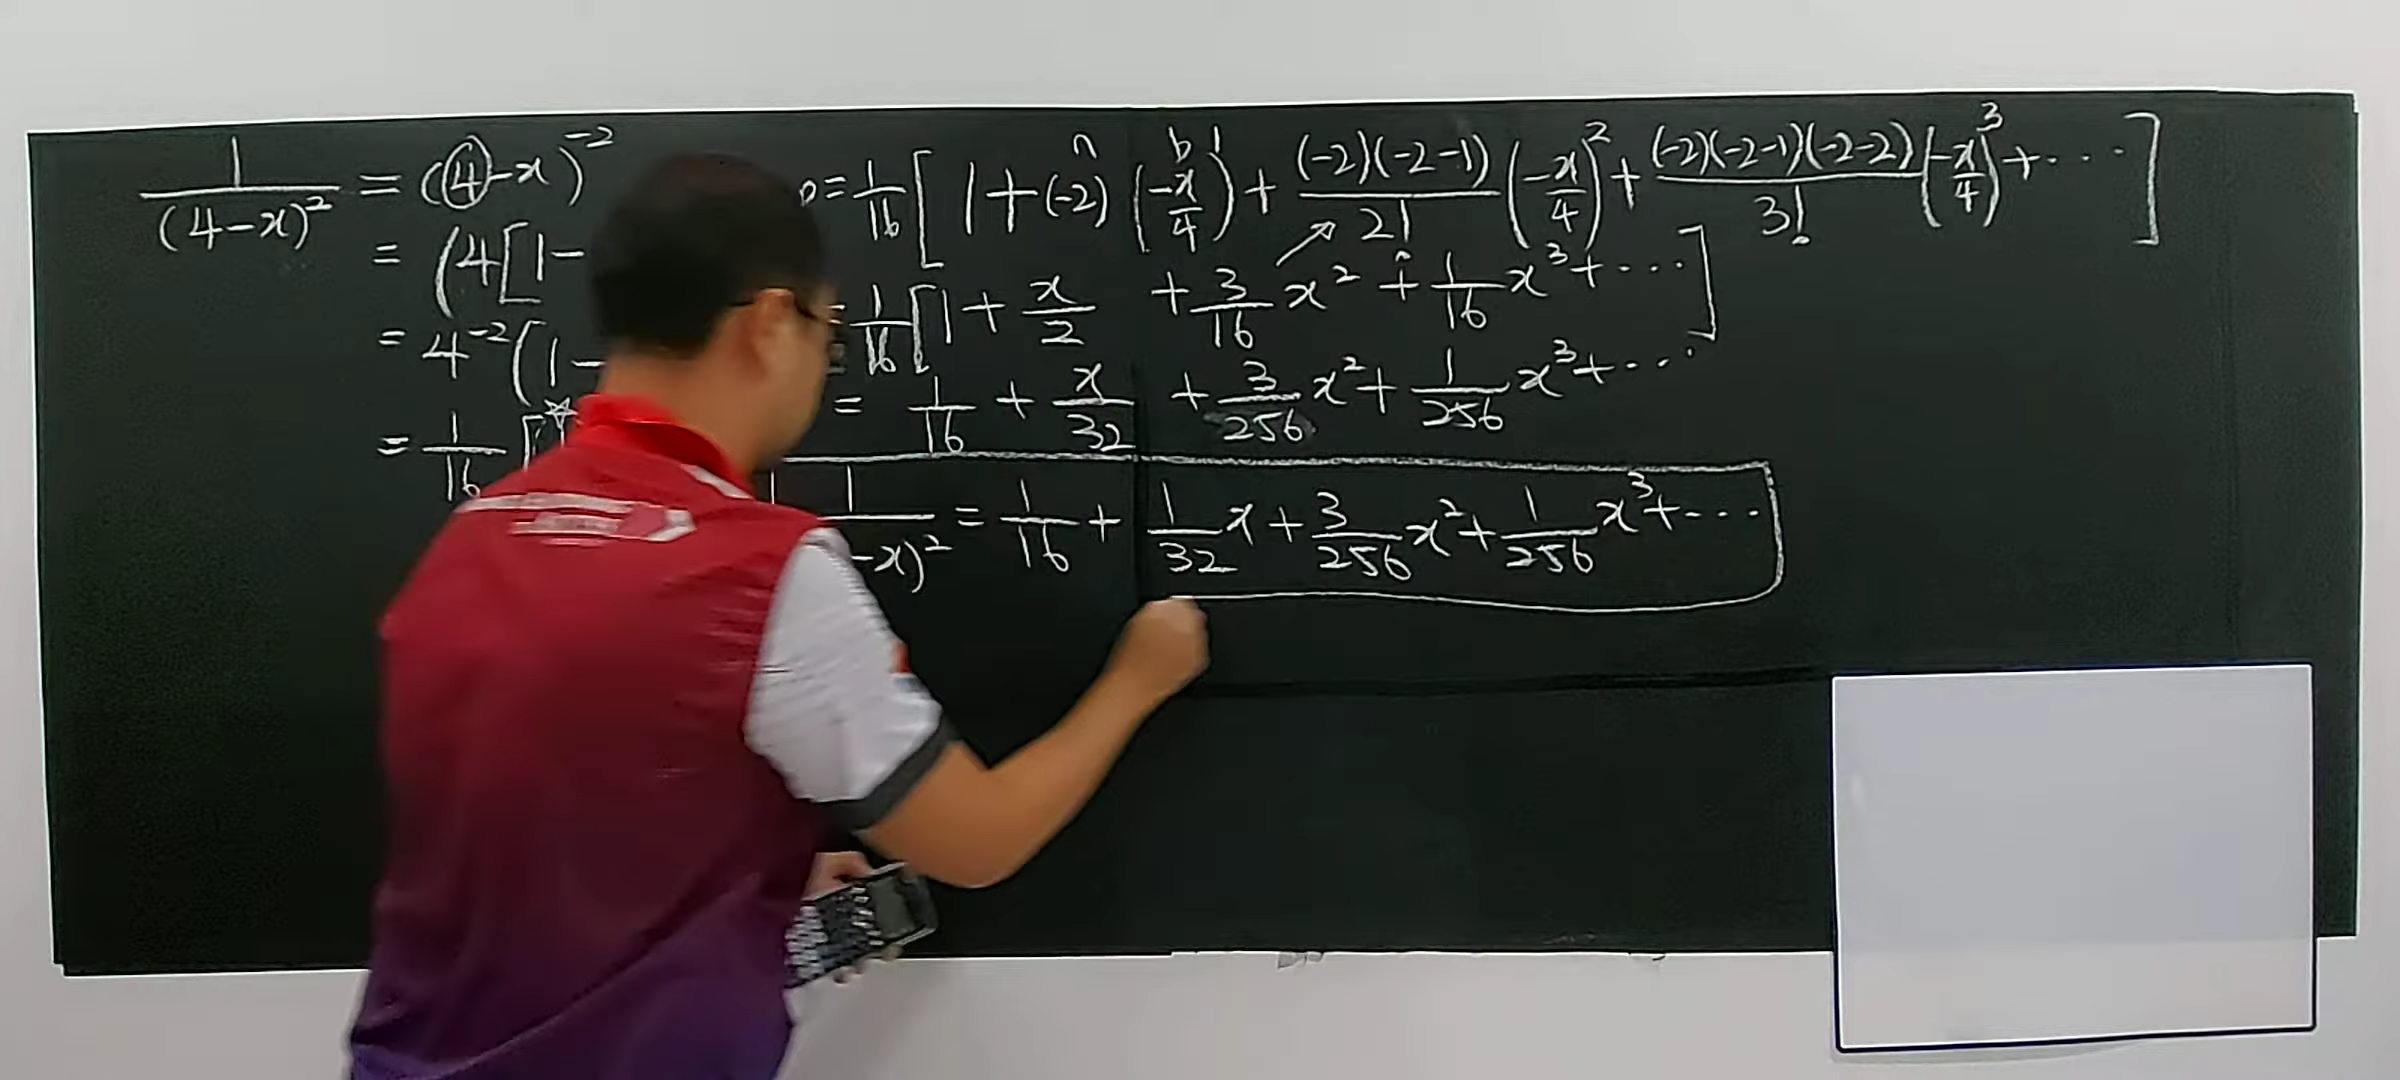 1/(4-x)² = (4-x)⁻²
= (4[1-
= 4⁻²(1-
= 1/16 [
= 1/16 [ 1 + (-2) (-x/4)¹ + (-2)(-2-1)/2! (-x/4)² + (-2)(-2-1)(-2-2)/3! (-x/4)³ + ... ]
n b
= 1/16 [ 1 + x/2 + 3/16 x² + 1/16 x³ + ... ]
= 1/16 + x/32 + 3/256 x² + 1/256 x³ + ...
-x)² = 1/16 + 1/32 x + 3/256 x² + 1/256 x³ + ...